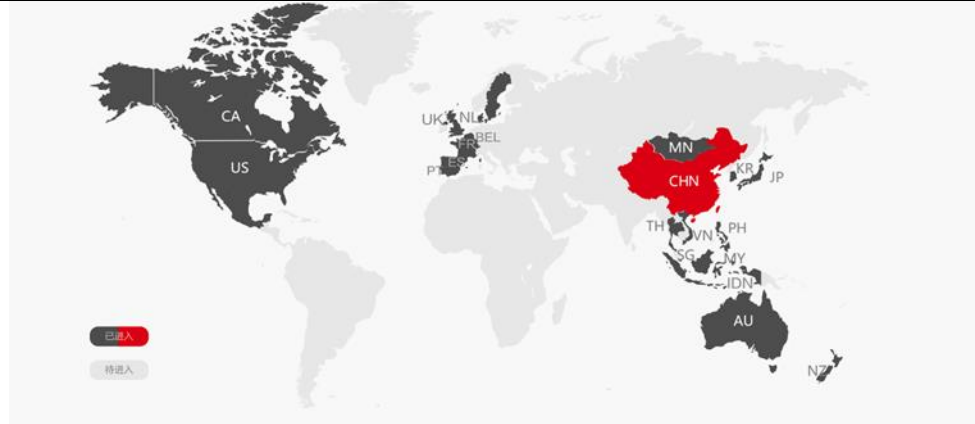 CA
UK
NL
BEL
FR
MN
US
ES
KR
PT
CHN
JP
TH
VN
PH
SG
MY
IDN
AU
已进入
待进入
NZ